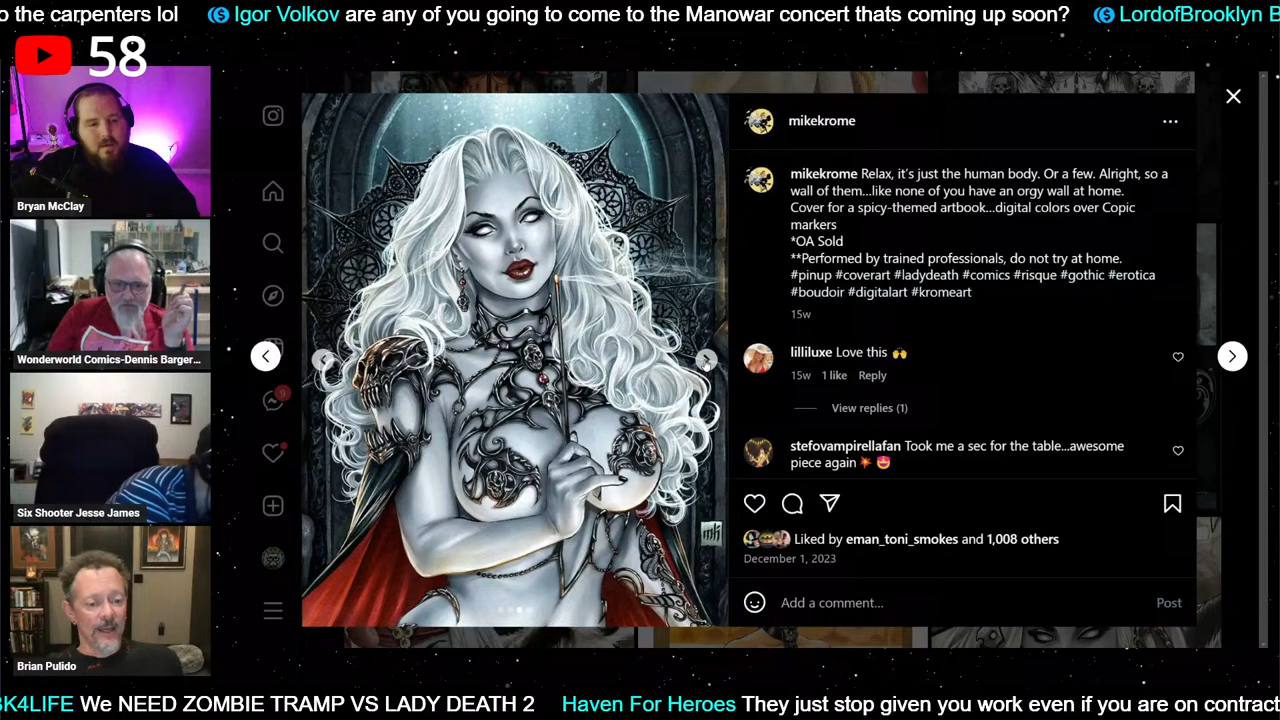 o the carpenters lol Igor Volkov are any of you going to come to the Manowar concert thats coming up soon? LordofBrooklyn B
58
Bryan McClay
Wonderworld Comics-Dennis Barger...
Six Shooter Jesse James
Brian Pulido
9
mk
mikekrome
mikekrome Relax, it's just the human body. Or a few. Alright, so a
wall of them...like none of you have an orgy wall at home.
Cover for a spicy-themed artbook...digital colors over Copic
markers
*OA Sold
**Performed by trained professionals, do not try at home.
#pinup #coverart #ladydeath #comics #risque #gothic #erotica
#boudoir #digitalart #kromeart
15w
lilliluxe Love this 🙌
15w 1 like Reply
View replies (1)
stefovampirellafan Took me a sec for the table...awesome
piece again 💥 😍
Liked by eman_toni_smokes and 1,008 others
December 1, 2023
Add a comment... Post
BK4LIFE We NEED ZOMBIE TRAMP VS LADY DEATH 2 Haven For Heroes They just stop given you work even if you are on contract